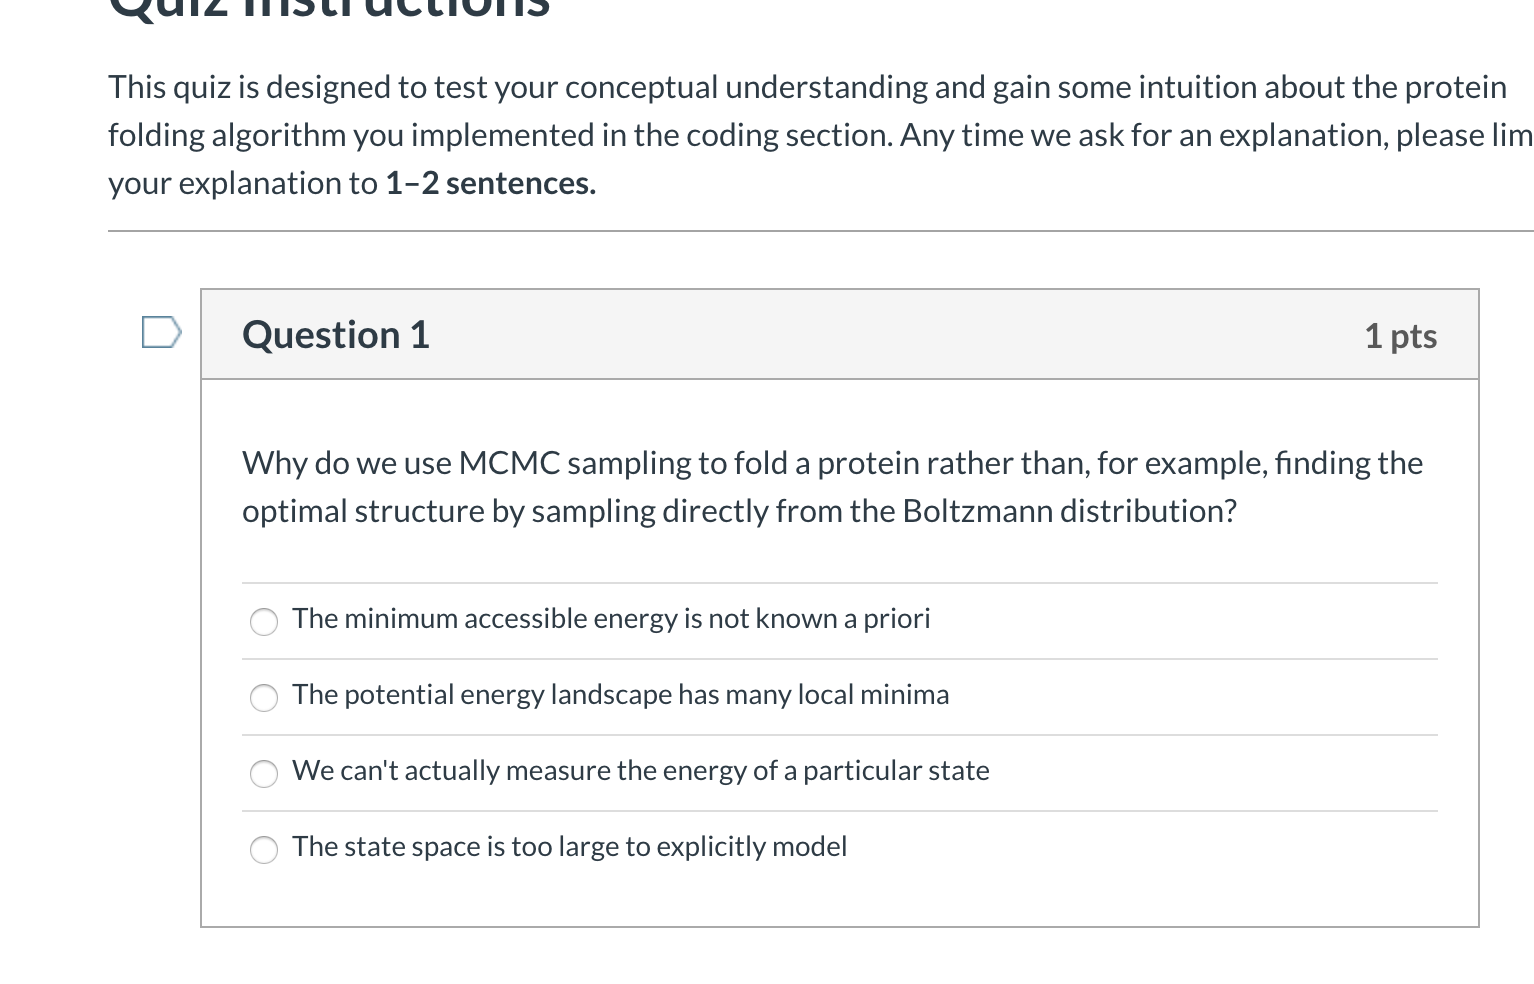 Quiz Instructions
This quiz is designed to test your conceptual understanding and gain some intuition about the protein
folding algorithm you implemented in the coding section. Any time we ask for an explanation, please lim
your explanation to 1–2 sentences.
Question 1
1 pts
Why do we use MCMC sampling to fold a protein rather than, for example, finding the
optimal structure by sampling directly from the Boltzmann distribution?
The minimum accessible energy is not known a priori
The potential energy landscape has many local minima
We can't actually measure the energy of a particular state
The state space is too large to explicitly model